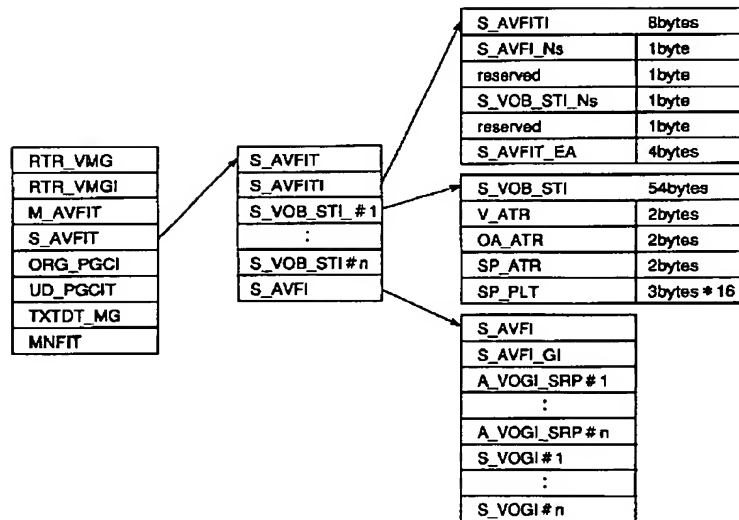 RTR_VMG
RTR_VMGI
M_AVFIT
S_AVFIT
ORG_PGCI
UD_PGCIT
TXTDT_MG
MNFIT
S_AVFIT
S_AVFITI
S_VOB_STI_#1
:
S_VOB_STI#n
S_AVFI
S_AVFITI 8bytes
S_AVFI_Ns 1byte
reserved 1byte
S_VOB_STI_Ns 1byte
reserved 1byte
S_AVFIT_EA 4bytes
S_VOB_STI 54bytes
V_ATR 2bytes
OA_ATR 2bytes
SP_ATR 2bytes
SP_PLT 3bytes*16
S_AVFI
S_AVFI_GI
A_VOGI_SRP#1
:
A_VOGI_SRP#n
S_VOGI#1
:
S_VOGI#n